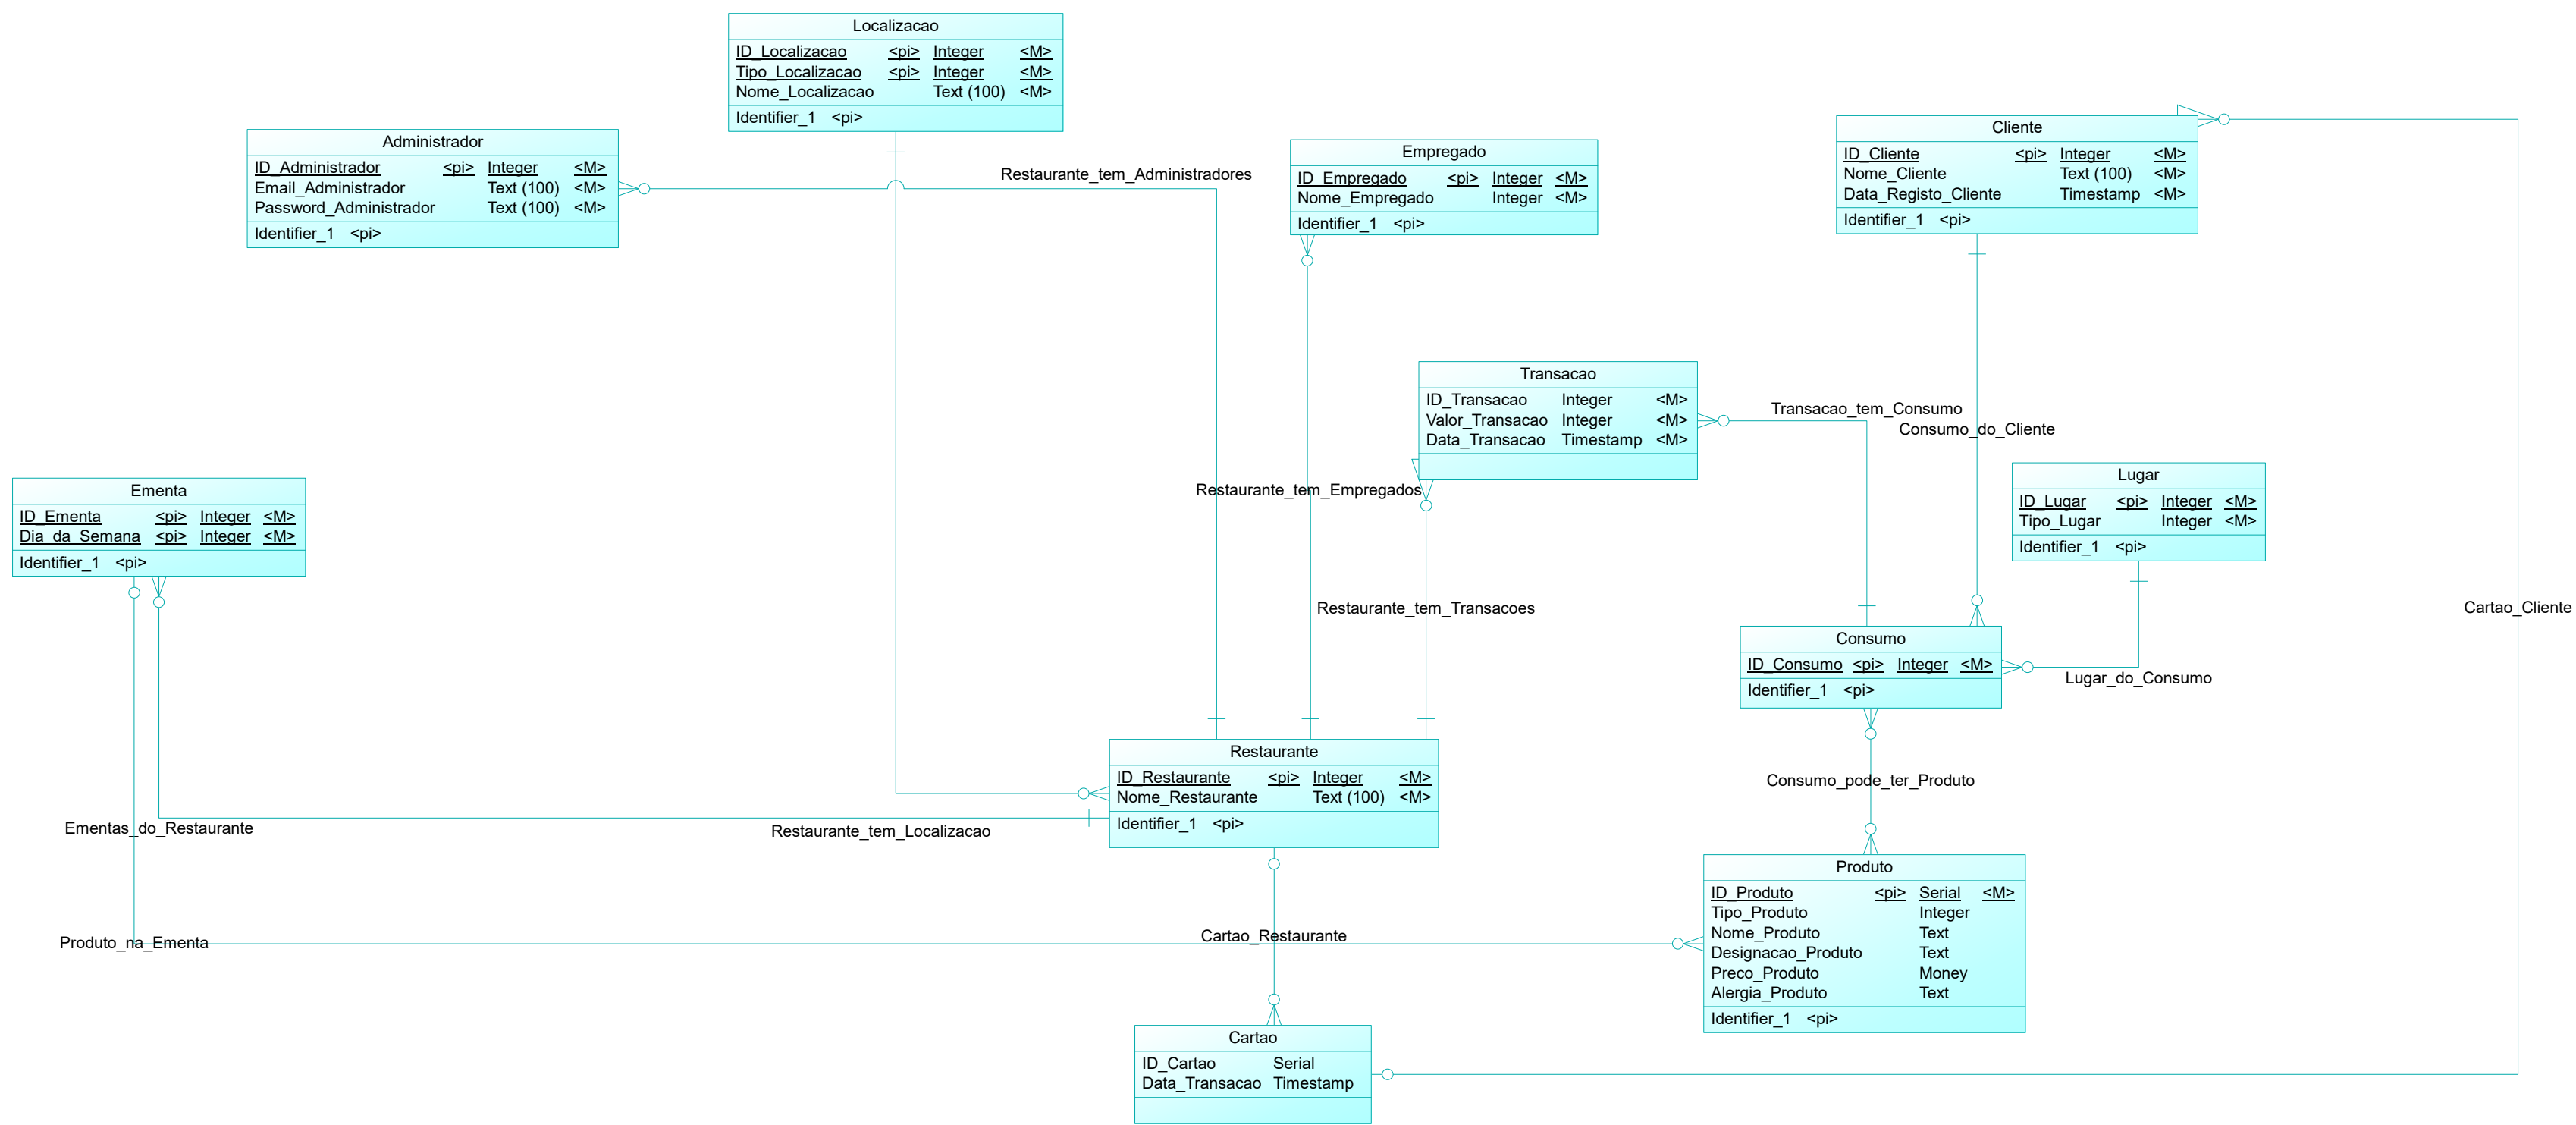 Localizacao
ID_Localizacao <pi> Integer <M>
Tipo_Localizacao <pi> Integer <M>
Nome_Localizacao Text (100) <M>
Identifier_1 <pi>
Administrador
ID_Administrador <pi> Integer <M>
Email_Administrador Text (100) <M>
Password_Administrador Text (100) <M>
Identifier_1 <pi>
Restaurante_tem_Administradores
Empregado
ID_Empregado <pi> Integer <M>
Nome_Empregado Integer <M>
Identifier_1 <pi>
Cliente
ID_Cliente <pi> Integer <M>
Nome_Cliente Text (100) <M>
Data_Registo_Cliente Timestamp <M>
Identifier_1 <pi>
Transacao
ID_Transacao Integer <M>
Valor_Transacao Integer <M>
Data_Transacao Timestamp <M>
Transacao_tem_Consumo
Consumo_do_Cliente
Lugar
ID_Lugar <pi> Integer <M>
Tipo_Lugar Integer <M>
Identifier_1 <pi>
Ementa
ID_Ementa <pi> Integer <M>
Dia_da_Semana <pi> Integer <M>
Identifier_1 <pi>
Restaurante_tem_Empregados
Restaurante_tem_Transacoes
Cartao_Cliente
Consumo
ID_Consumo <pi> Integer <M>
Identifier_1 <pi>
Lugar_do_Consumo
Restaurante
ID_Restaurante <pi> Integer <M>
Nome_Restaurante Text (100) <M>
Identifier_1 <pi>
Consumo_pode_ter_Produto
Ementas_do_Restaurante
Restaurante_tem_Localizacao
Produto
ID_Produto <pi> Serial <M>
Tipo_Produto Integer
Nome_Produto Text
Designacao_Produto Text
Preco_Produto Money
Alergia_Produto Text
Identifier_1 <pi>
Produto_na_Ementa
Cartao_Restaurante
Cartao
ID_Cartao Serial
Data_Transacao Timestamp